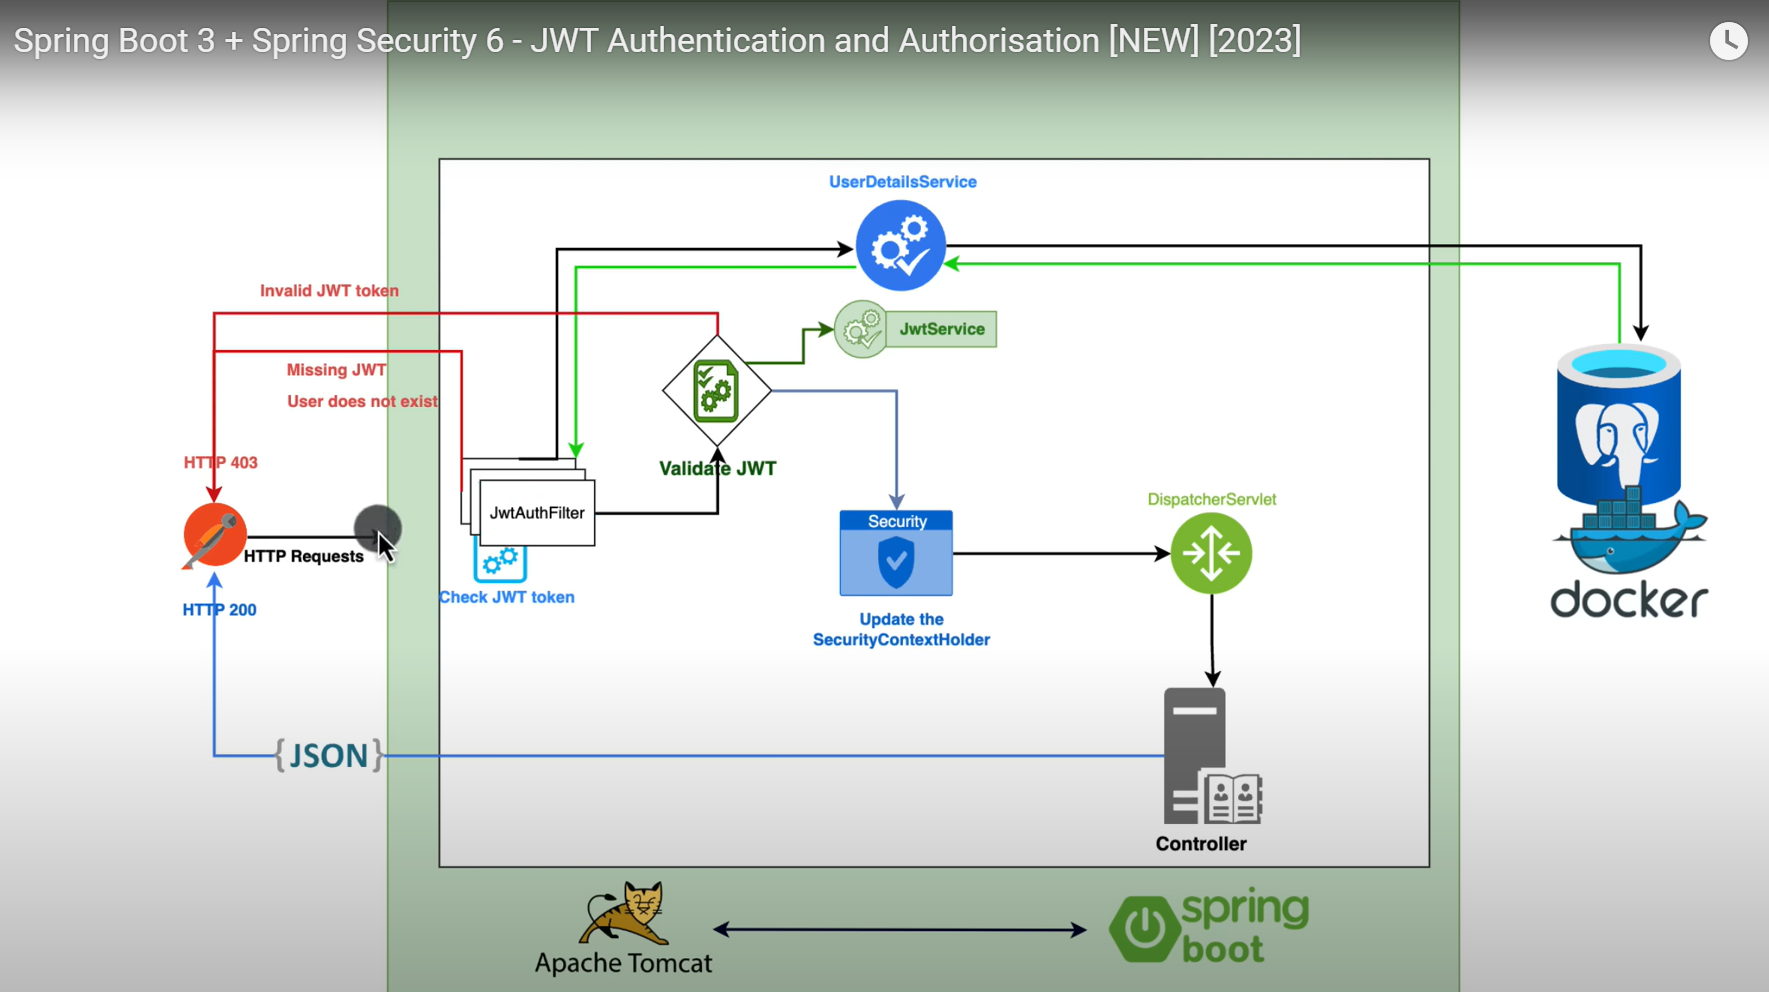 Spring Boot 3 + Spring Security 6 - JWT Authentication and Authorisation [NEW] [2023]
UserDetailsService
Invalid JWT token
JwtService
Missing JWT
User does not exist
HTTP 403
Validate JWT
JwtAuthFilter
HTTP Requests
Check JWT token
HTTP 200
Security
Update the
SecurityContextHolder
DispatcherServlet
docker
{JSON}
Controller
Apache Tomcat
spring
boot